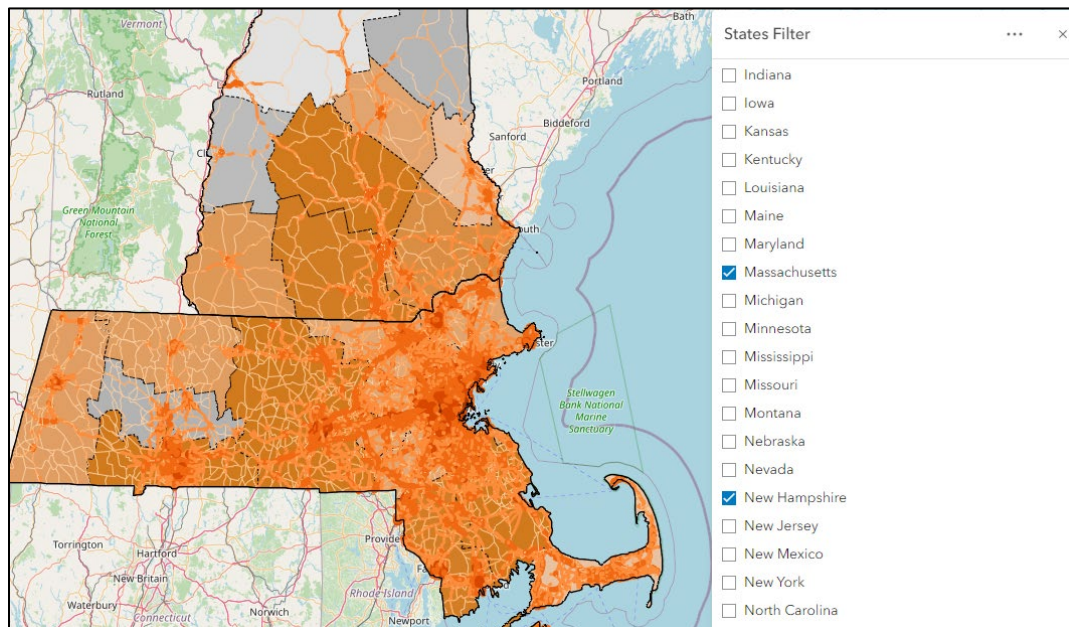 Vermont
Rutland
Green Mountain
National
Forest
Bath
Portland
Biddeford
Sanford
Stellwagen
Bank National
Marine
Sanctuary
Torrington
Hartford
New Britain
Waterbury
Connecticut
Norwich
Rhode Island
Newport
States Filter
Indiana
Iowa
Kansas
Kentucky
Louisiana
Maine
Maryland
Massachusetts
Michigan
Minnesota
Mississippi
Missouri
Montana
Nebraska
Nevada
New Hampshire
New Jersey
New Mexico
New York
North Carolina